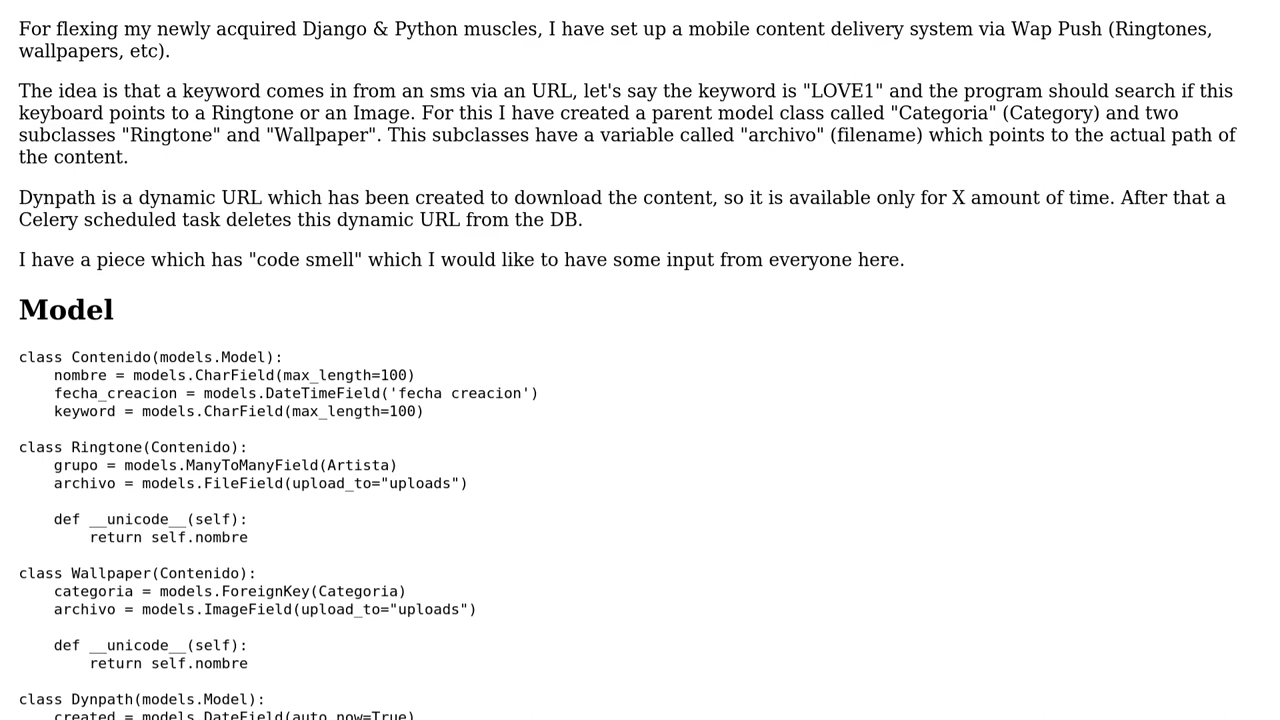 For flexing my newly acquired Django & Python muscles, I have set up a mobile content delivery system via Wap Push (Ringtones,
wallpapers, etc).
The idea is that a keyword comes in from an sms via an URL, let's say the keyword is "LOVE1" and the program should search if this
keyboard points to a Ringtone or an Image. For this I have created a parent model class called "Categoria" (Category) and two
subclasses "Ringtone" and "Wallpaper". This subclasses have a variable called "archivo" (filename) which points to the actual path of
the content.
Dynpath is a dynamic URL which has been created to download the content, so it is available only for X amount of time. After that a
Celery scheduled task deletes this dynamic URL from the DB.
I have a piece which has "code smell" which I would like to have some input from everyone here.
Model
class Contenido(models.Model):
    nombre = models.CharField(max_length=100)
    fecha_creacion = models.DateTimeField('fecha creacion')
    keyword = models.CharField(max_length=100)
class Ringtone(Contenido):
    grupo = models.ManyToManyField(Artista)
    archivo = models.FileField(upload_to="uploads")
    def __unicode__(self):
        return self.nombre
class Wallpaper(Contenido):
    categoria = models.ForeignKey(Categoria)
    archivo = models.ImageField(upload_to="uploads")
    def __unicode__(self):
        return self.nombre
class Dynpath(models.Model):
    created = models.DateField(auto_now=True)